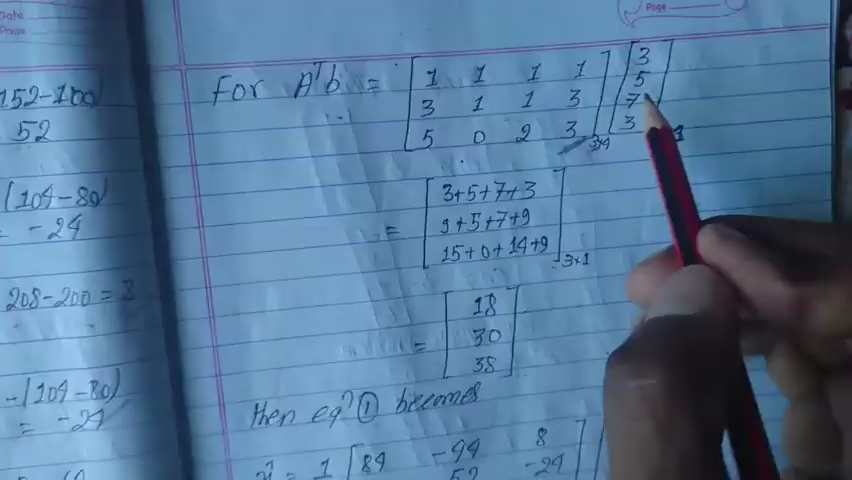 Date
Page
Page
152-100)
52
(104-80)
= -24
208-200 = 8
-(104-80)
= -24
For Aᵀb = [1 1 1 1 [3
3 1 1 3 5
5 0 2 3]3×4 7
3]
= [3+5+7+3
9+5+7+9
15+0+14+9]3×1
= [18
30
38]
then eqⁿ ① becomes
= 1 [84 -44 8
52 -24